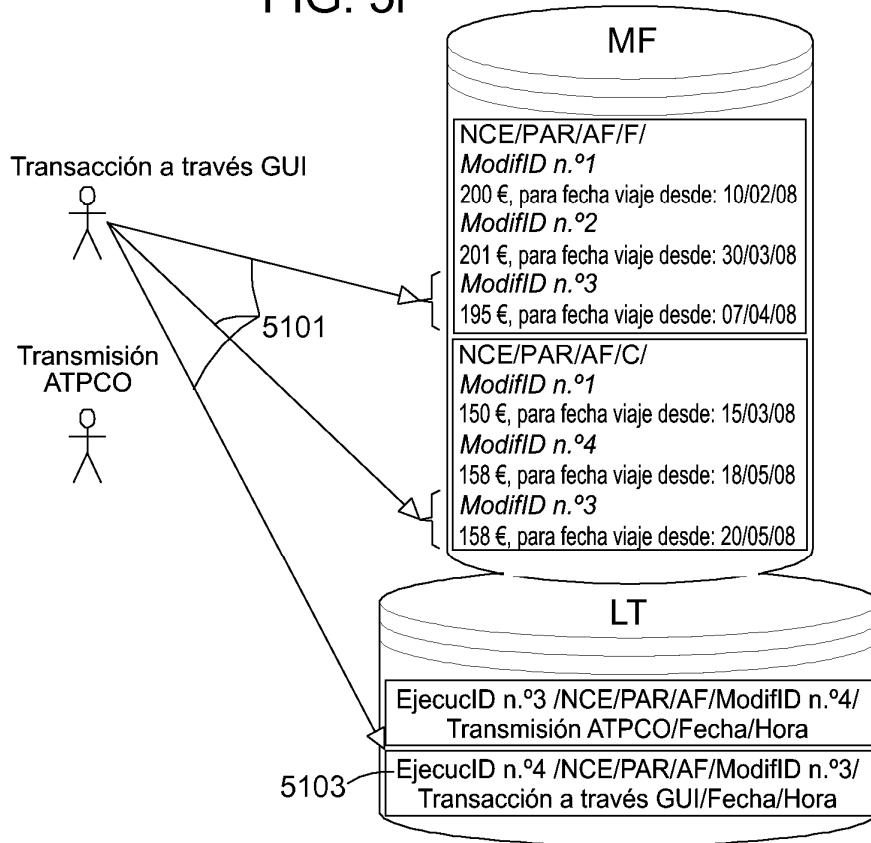 FIG. 5I
MF
Transacción a través GUI
NCE/PAR/AF/F/
ModifID n.º1
200 €, para fecha viaje desde: 10/02/08
ModifID n.º2
201 €, para fecha viaje desde: 30/03/08
ModifID n.º3
195 €, para fecha viaje desde: 07/04/08
5101
Transmisión
ATPCO
NCE/PAR/AF/C/
ModifID n.º1
150 €, para fecha viaje desde: 15/03/08
ModifID n.º4
158 €, para fecha viaje desde: 18/05/08
ModifID n.º3
158 €, para fecha viaje desde: 20/05/08
LT
EjecucID n.º3 /NCE/PAR/AF/ModifID n.º4/
Transmisión ATPCO/Fecha/Hora
5103
EjecucID n.º4 /NCE/PAR/AF/ModifID n.º3/
Transacción a través GUI/Fecha/Hora